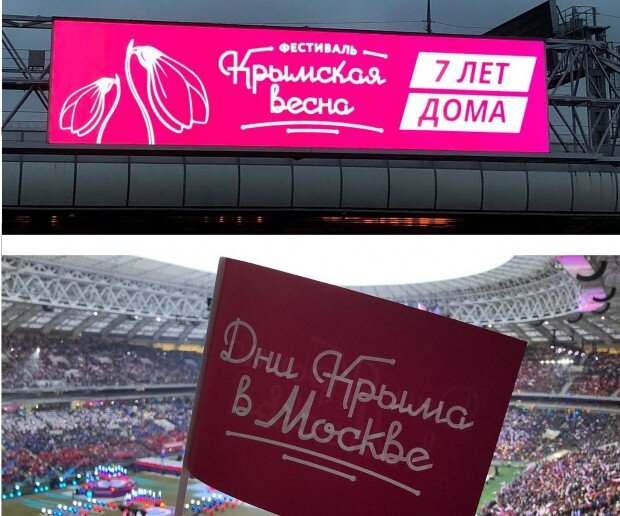 ФЕСТИВАЛЬ
Крымская
весна
7 ЛЕТ
ДОМА
Дни Крыма
в Москве